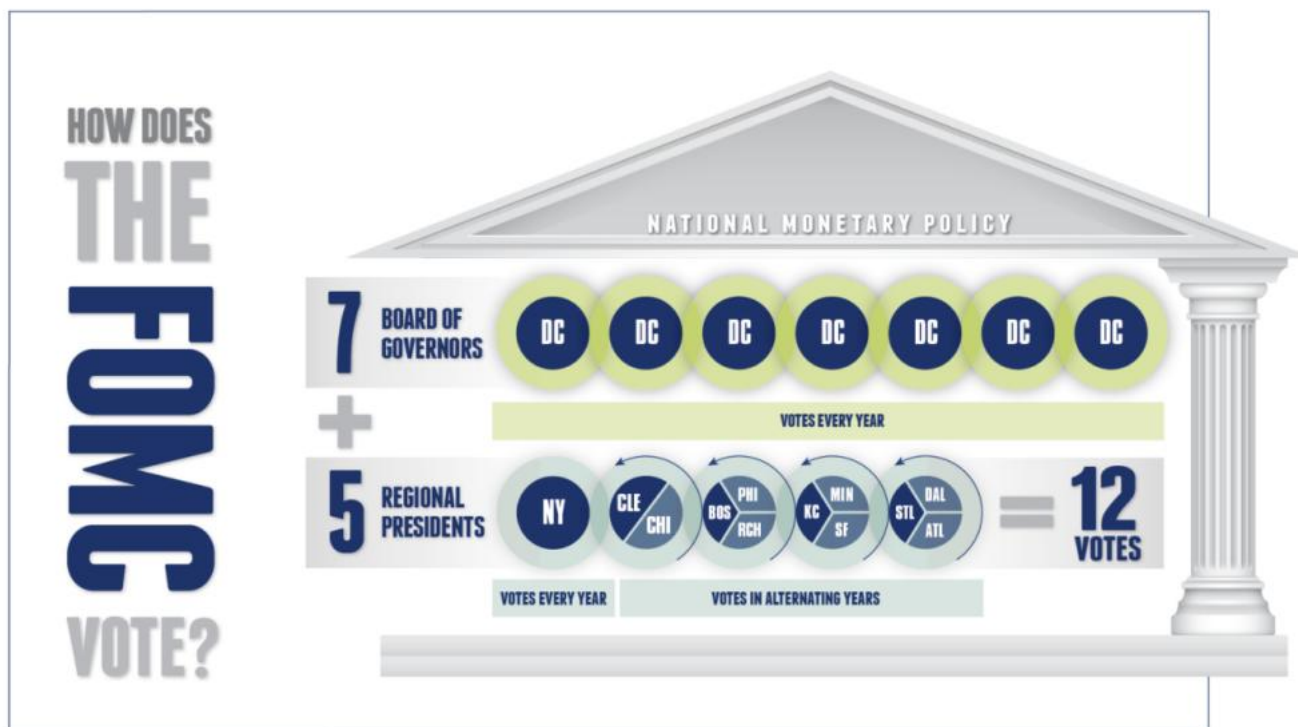 HOW DOES
THE
FOMC
VOTE?
NATIONAL MONETARY POLICY
7
BOARD OF
GOVERNORS
DC DC DC DC DC DC DC
VOTES EVERY YEAR
+
5
REGIONAL
PRESIDENTS
NY
CLE
CHI
BOS
PHI
RCH
KC
MIN
SF
STL
DAL
ATL
=
12
VOTES
VOTES EVERY YEAR
VOTES IN ALTERNATING YEARS